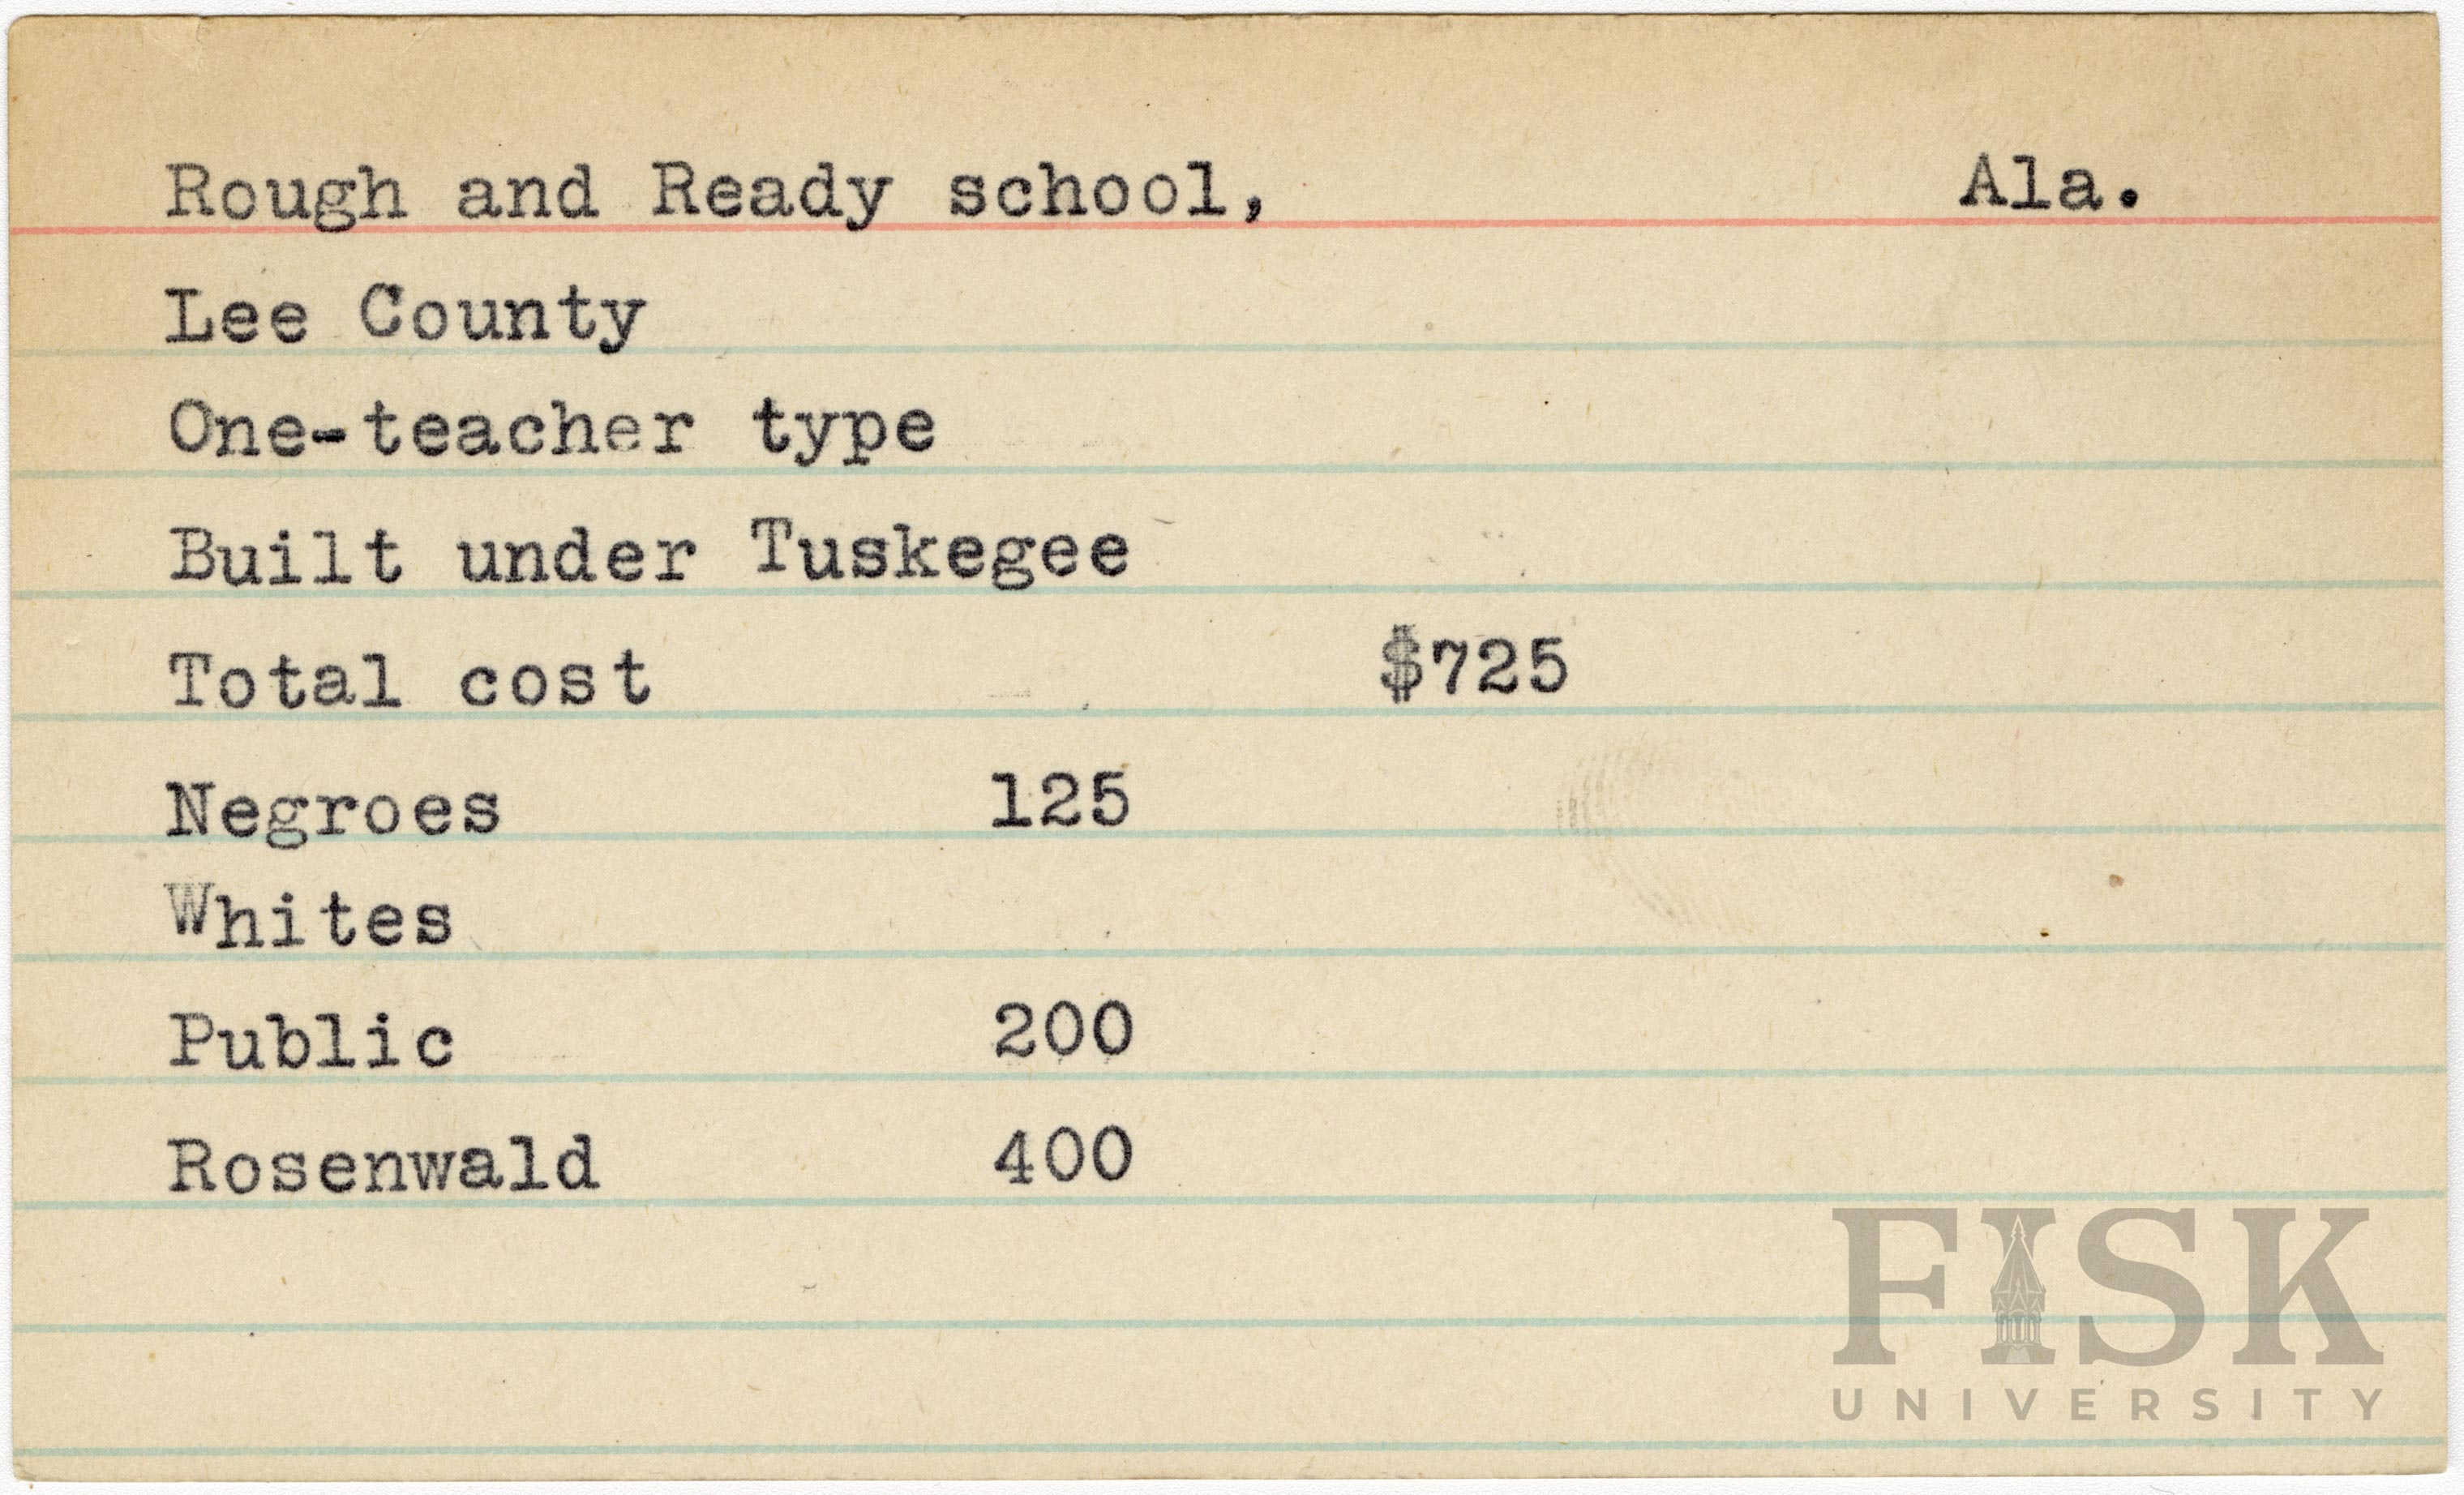 Rough and Ready school, Ala.
Lee County
One-teacher type
Built under Tuskegee
Total cost $725
Negroes 125
Whites
Public 200
Rosenwald 400
FISK
UNIVERSITY